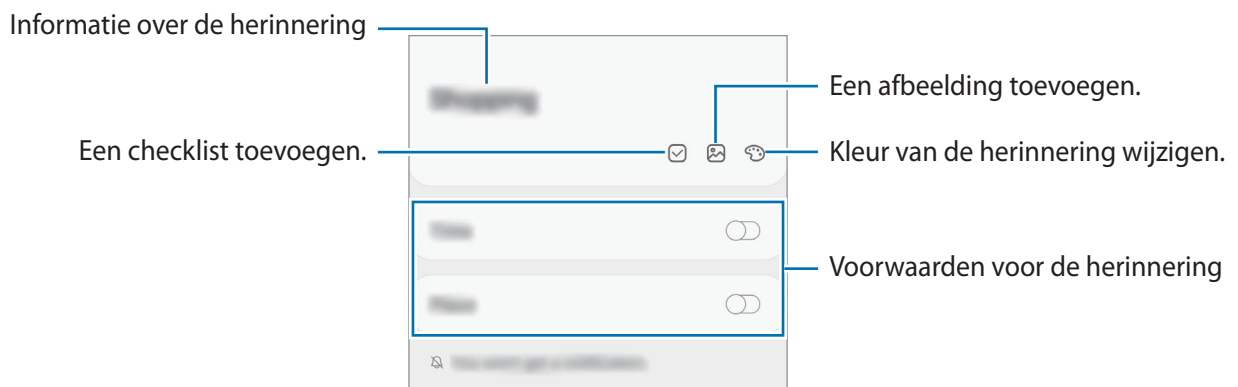 Informatie over de herinnering
Shopping
Een afbeelding toevoegen.
Een checklist toevoegen.
Kleur van de herinnering wijzigen.
Time
Voorwaarden voor de herinnering
Place